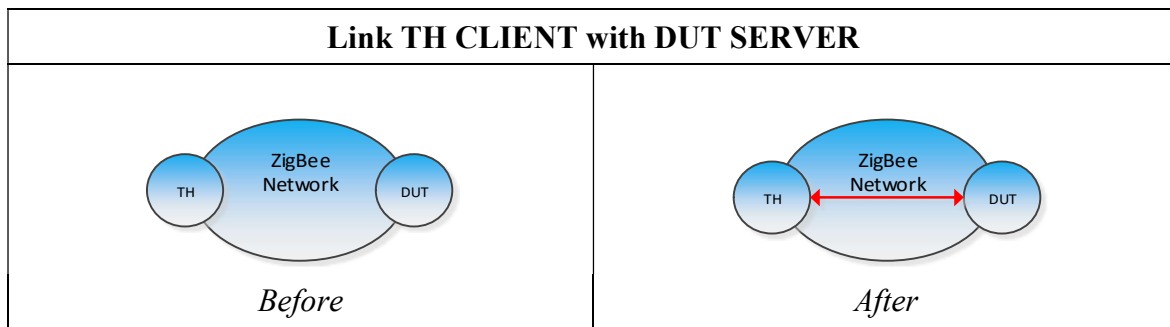 Link TH CLIENT with DUT SERVER
ZigBee
Network
TH
DUT
Before
ZigBee
Network
TH
DUT
After